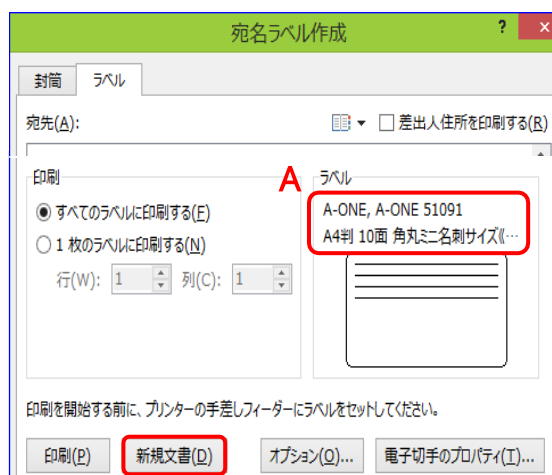 宛名ラベル作成 ? ×
封筒 ラベル
宛先(A): 差出人住所を印刷する(R)
印刷 A ラベル
すべてのラベルに印刷する(F)
1 枚のラベルに印刷する(N)
行(W): 1 列(C): 1
A-ONE, A-ONE 51091
A4判 10面 角丸ミニ名刺サイズ《…
印刷を開始する前に、プリンターの手差しフィーダーにラベルをセットしてください。
印刷(P) 新規文書(D) オプション(O)... 電子切手のプロパティ(I)...